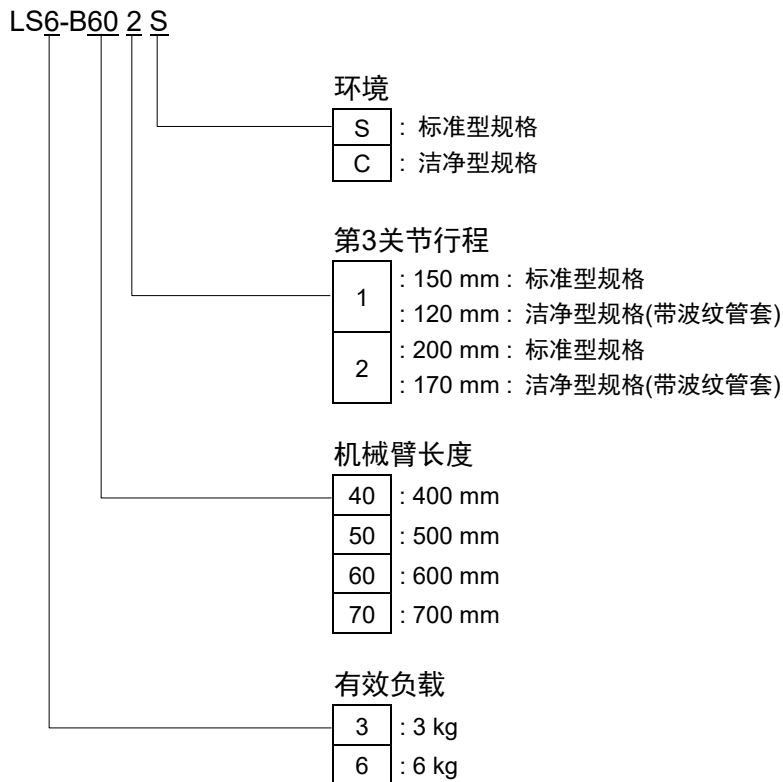 LS6-B60 2 S
环境
S : 标准型规格
C : 洁净型规格
第3关节行程
1 : 150 mm : 标准型规格
: 120 mm : 洁净型规格(带波纹管套)
2 : 200 mm : 标准型规格
: 170 mm : 洁净型规格(带波纹管套)
机械臂长度
40 : 400 mm
50 : 500 mm
60 : 600 mm
70 : 700 mm
有效负载
3 : 3 kg
6 : 6 kg